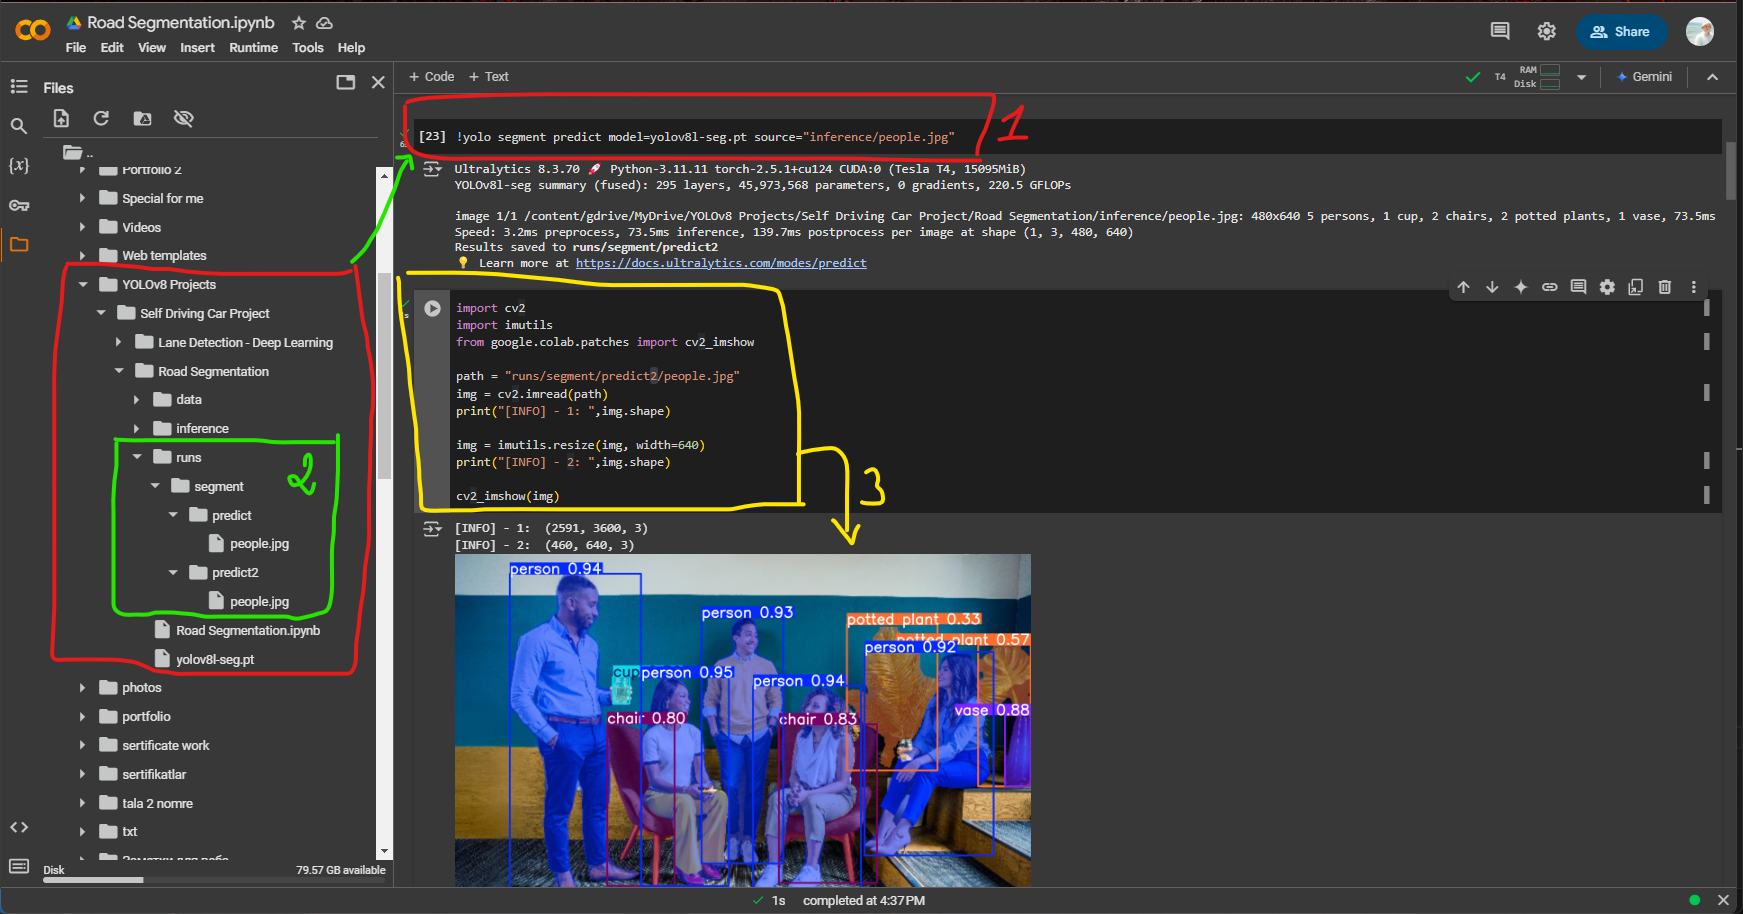 Road Segmentation.ipynb
File Edit View Insert Runtime Tools Help
Share
Files
+ Code + Text
T4
RAM
Disk
Gemini
..
Portfolio 2
Special for me
Videos
Web templates
YOLOv8 Projects
Self Driving Car Project
Lane Detection - Deep Learning
Road Segmentation
data
inference
runs
segment
predict
people.jpg
predict2
people.jpg
Road Segmentation.ipynb
yolov8l-seg.pt
photos
portfolio
sertificate work
sertifikatlar
tala 2 nomre
txt
Disk
79.57 GB available
1
2
3
[23] !yolo segment predict model=yolov8l-seg.pt source="inference/people.jpg"
Ultralytics 8.3.70 🚀 Python-3.11.11 torch-2.5.1+cu124 CUDA:0 (Tesla T4, 15095MiB)
YOLOv8l-seg summary (fused): 295 layers, 45,973,568 parameters, 0 gradients, 220.5 GFLOPs
image 1/1 /content/gdrive/MyDrive/YOLOv8 Projects/Self Driving Car Project/Road Segmentation/inference/people.jpg: 480x640 5 persons, 1 cup, 2 chairs, 2 potted plants, 1 vase, 73.5ms
Speed: 3.2ms preprocess, 73.5ms inference, 139.7ms postprocess per image at shape (1, 3, 480, 640)
Results saved to runs/segment/predict2
💡 Learn more at https://docs.ultralytics.com/modes/predict
import cv2
import imutils
from google.colab.patches import cv2_imshow
path = "runs/segment/predict2/people.jpg"
img = cv2.imread(path)
print("[INFO] - 1: ",img.shape)
img = imutils.resize(img, width=640)
print("[INFO] - 2: ",img.shape)
cv2_imshow(img)
[INFO] - 1:  (2591, 3600, 3)
[INFO] - 2:  (460, 640, 3)
person 0.94
person 0.93
potted plant 0.33
potted plant 0.57
person 0.92
cup
person 0.95
person 0.94
vase 0.88
chair 0.80
chair 0.83
1s completed at 4:37 PM